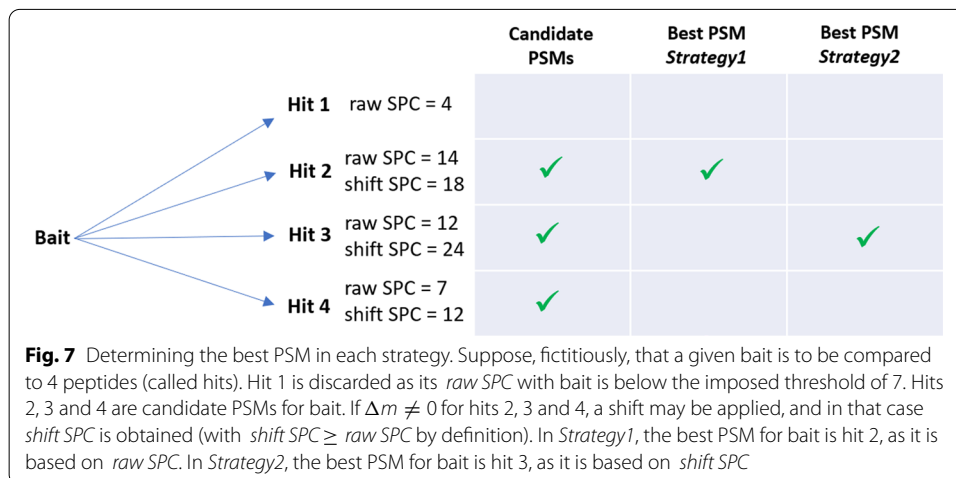 Candidate PSMs
Best PSM Strategy1
Best PSM Strategy2
Hit 1 raw SPC = 4
Hit 2 raw SPC = 14
shift SPC = 18
Bait
Hit 3 raw SPC = 12
shift SPC = 24
Hit 4 raw SPC = 7
shift SPC = 12
Fig. 7 Determining the best PSM in each strategy. Suppose, fictitiously, that a given bait is to be compared
to 4 peptides (called hits). Hit 1 is discarded as its raw SPC with bait is below the imposed threshold of 7. Hits
2, 3 and 4 are candidate PSMs for bait. If Δm ≠ 0 for hits 2, 3 and 4, a shift may be applied, and in that case
shift SPC is obtained (with shift SPC ≥ raw SPC by definition). In Strategy1, the best PSM for bait is hit 2, as it is
based on raw SPC. In Strategy2, the best PSM for bait is hit 3, as it is based on shift SPC